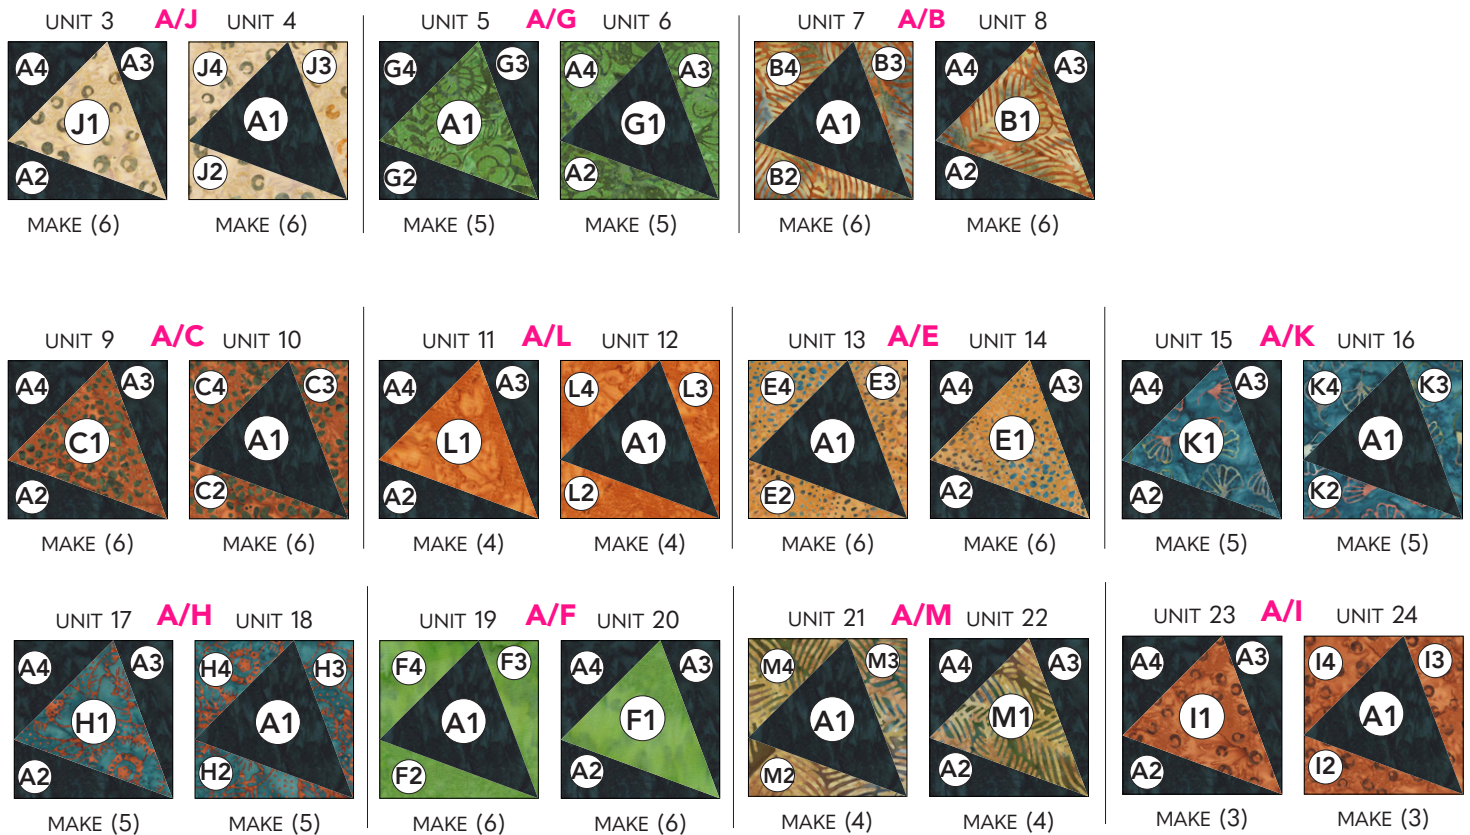 UNIT 3 A/J UNIT 4
A4 A3 J1 A2
J4 J3 A1 J2
MAKE (6) MAKE (6)
UNIT 5 A/G UNIT 6
G4 G3 A1 G2
A4 A3 G1 A2
MAKE (5) MAKE (5)
UNIT 7 A/B UNIT 8
B4 B3 A1 B2
A4 A3 B1 A2
MAKE (6) MAKE (6)
UNIT 9 A/C UNIT 10
A4 A3 C1 A2
C4 C3 A1 C2
MAKE (6) MAKE (6)
UNIT 11 A/L UNIT 12
A4 A3 L1 A2
L4 L3 A1 L2
MAKE (4) MAKE (4)
UNIT 13 A/E UNIT 14
E4 E3 A1 E2
A4 A3 E1 A2
MAKE (6) MAKE (6)
UNIT 15 A/K UNIT 16
A4 A3 K1 A2
K4 K3 A1 K2
MAKE (5) MAKE (5)
UNIT 17 A/H UNIT 18
A4 A3 H1 A2
H4 H3 A1 H2
MAKE (5) MAKE (5)
UNIT 19 A/F UNIT 20
F4 F3 A1 F2
A4 A3 F1 A2
MAKE (6) MAKE (6)
UNIT 21 A/M UNIT 22
M4 M3 A1 M2
A4 A3 M1 A2
MAKE (4) MAKE (4)
UNIT 23 A/I UNIT 24
A4 A3 I1 A2
I4 I3 A1 I2
MAKE (3) MAKE (3)